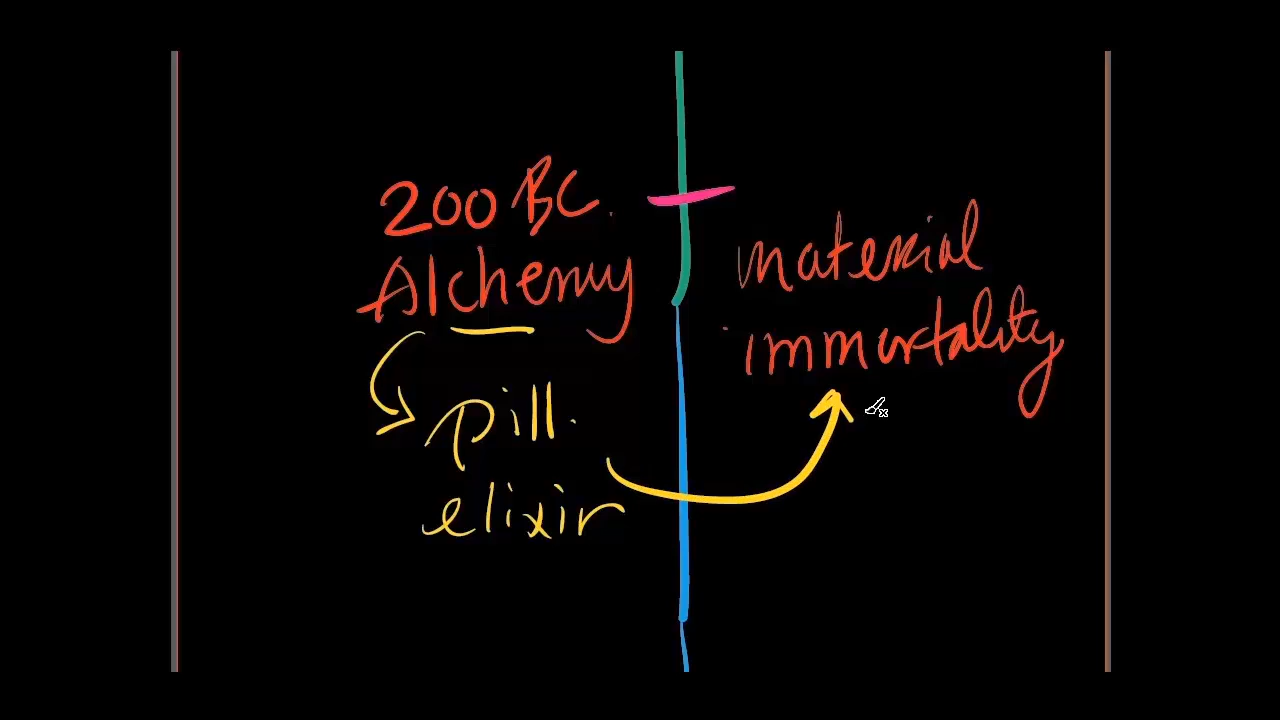 200 BC.
Alchemy
pill.
elixir
material
immortality